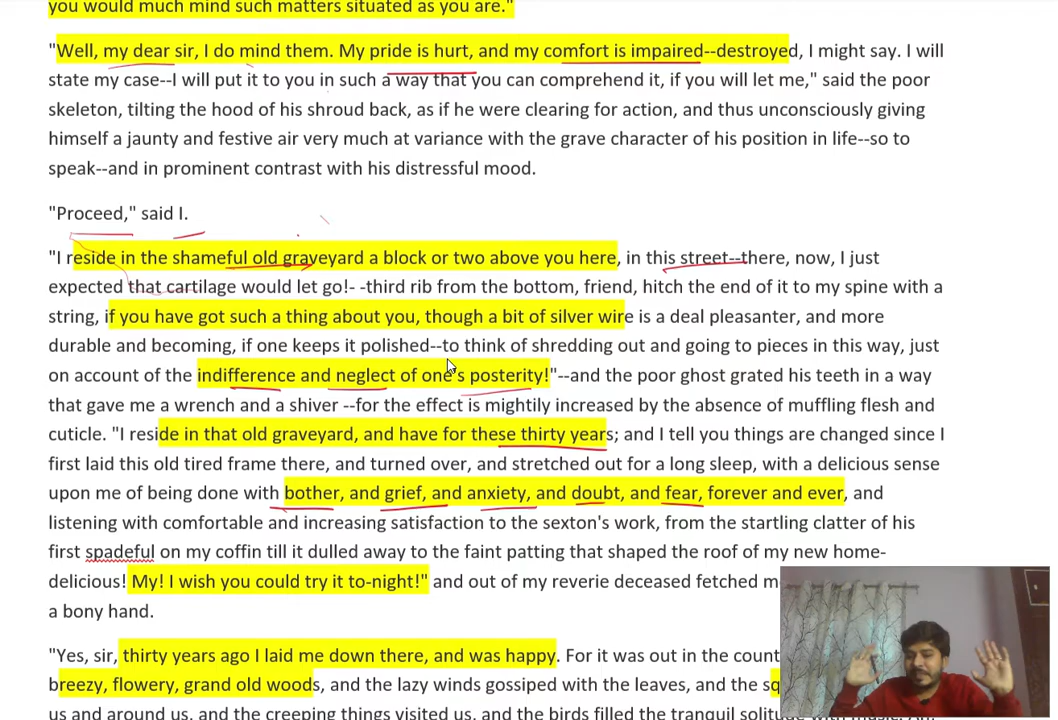 you would much mind such matters situated as you are."
"Well, my dear sir, I do mind them. My pride is hurt, and my comfort is impaired--destroyed, I might say. I will
state my case--I will put it to you in such a way that you can comprehend it, if you will let me," said the poor
skeleton, tilting the hood of his shroud back, as if he were clearing for action, and thus unconsciously giving
himself a jaunty and festive air very much at variance with the grave character of his position in life--so to
speak--and in prominent contrast with his distressful mood.
"Proceed," said I.
"I reside in the shameful old graveyard a block or two above you here, in this street--there, now, I just
expected that cartilage would let go!- -third rib from the bottom, friend, hitch the end of it to my spine with a
string, if you have got such a thing about you, though a bit of silver wire is a deal pleasanter, and more
durable and becoming, if one keeps it polished--to think of shredding out and going to pieces in this way, just
on account of the indifference and neglect of one's posterity!"--and the poor ghost grated his teeth in a way
that gave me a wrench and a shiver --for the effect is mightily increased by the absence of muffling flesh and
cuticle. "I reside in that old graveyard, and have for these thirty years; and I tell you things are changed since I
first laid this old tired frame there, and turned over, and stretched out for a long sleep, with a delicious sense
upon me of being done with bother, and grief, and anxiety, and doubt, and fear, forever and ever, and
listening with comfortable and increasing satisfaction to the sexton's work, from the startling clatter of his
first spadeful on my coffin till it dulled away to the faint patting that shaped the roof of my new home-
delicious! My! I wish you could try it to-night!" and out of my reverie deceased fetched
a bony hand.
"Yes, sir, thirty years ago I laid me down there, and was happy. For it was out in the
breezy, flowery, grand old woods, and the lazy winds gossiped with the leaves, and the
us and around us, and the creeping things visited us, and the birds filled the tranquil